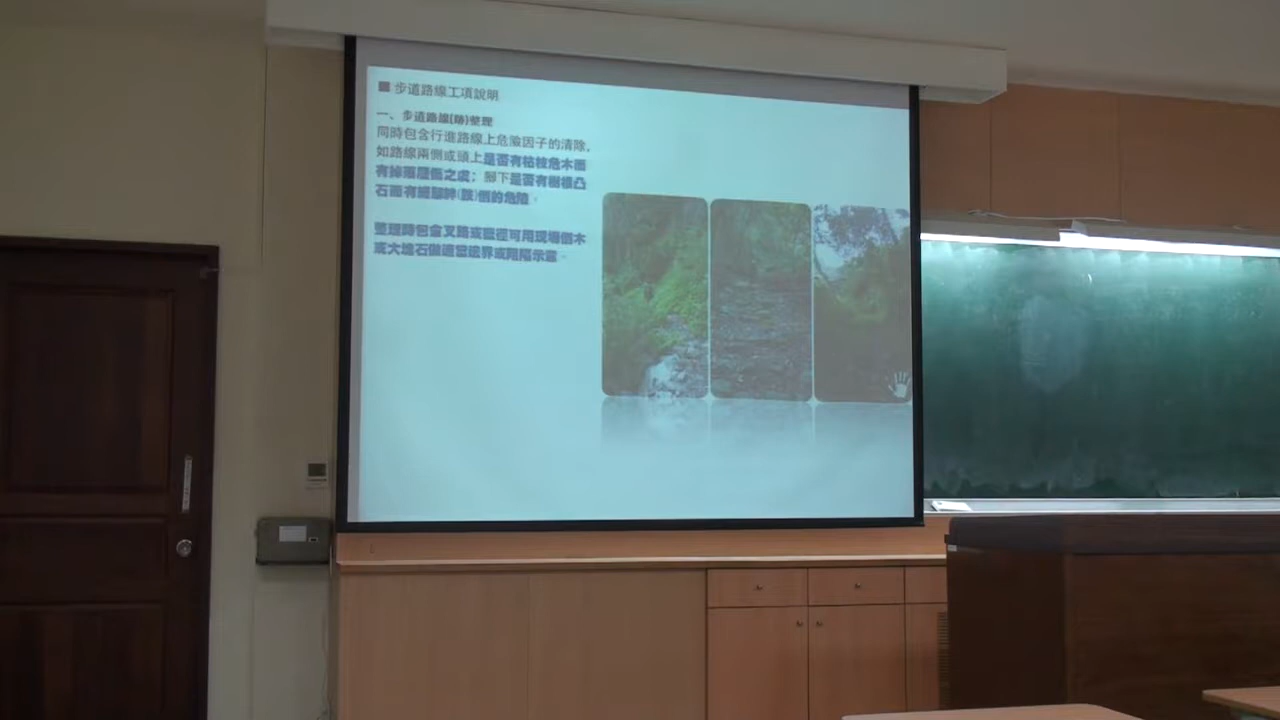 ■ 步道路線工項說明
一、步道路線(跡)整理
同時包含行進路線上危險因子的清除,
如路線兩側或頭上是否有枯枝危木而
有掉落壓傷之虞；腳下是否有樹根凸
石而有絆腳摔(跌)倒的危險。
整理時包含叉路或歧徑可用現場倒木
或大塊石做適當邊界或阻隔示意。